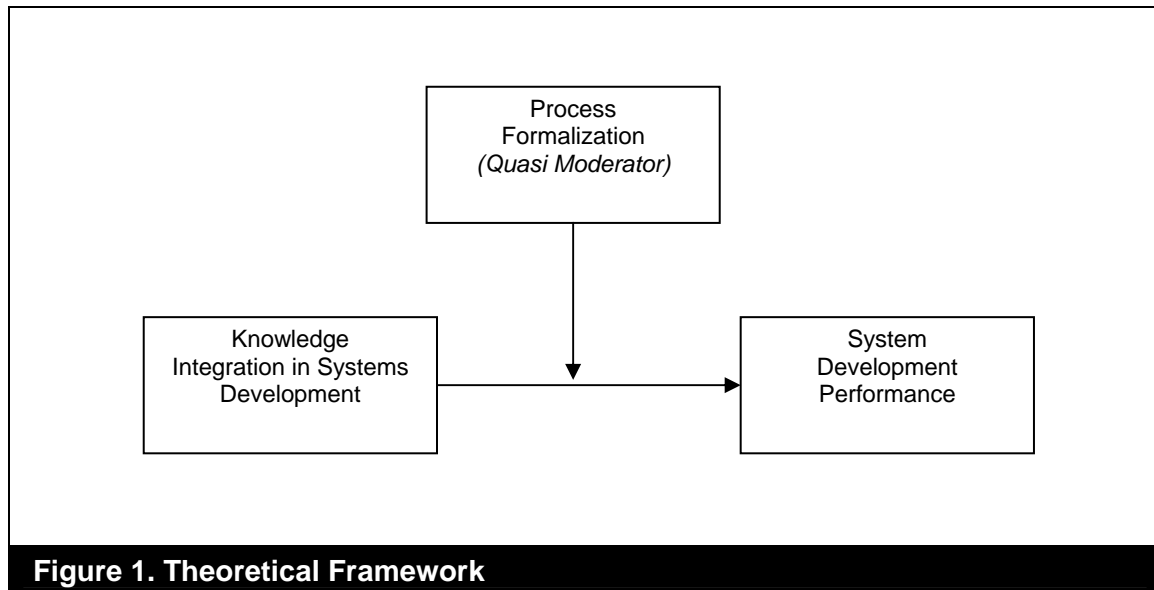 Process
Formalization
(Quasi Moderator)
Knowledge
Integration in Systems
Development
System
Development
Performance
Figure 1. Theoretical Framework